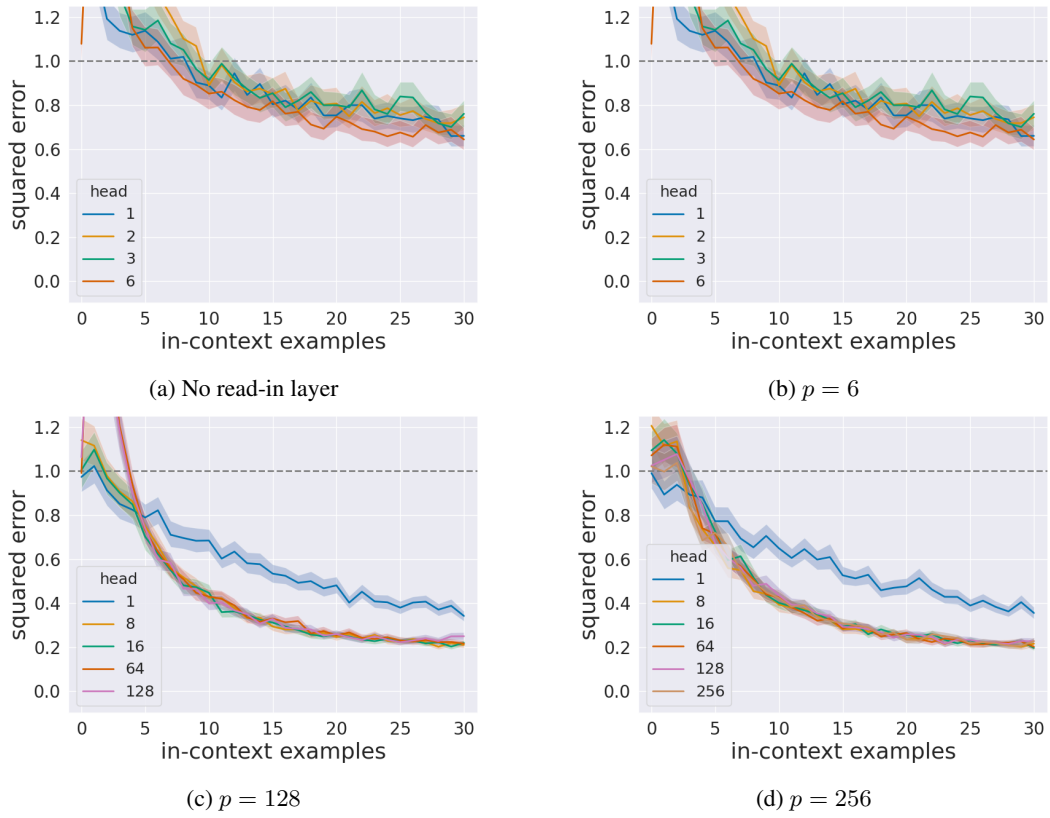 1.2
1.0
0.8
0.6
0.4
0.2
0.0
squared error
head
1
2
3
6
0 5 10 15 20 25 30
in-context examples
(a) No read-in layer
1.2
1.0
0.8
0.6
0.4
0.2
0.0
squared error
head
1
2
3
6
0 5 10 15 20 25 30
in-context examples
(b) p = 6
1.2
1.0
0.8
0.6
0.4
0.2
0.0
squared error
head
1
8
16
64
128
0 5 10 15 20 25 30
in-context examples
(c) p = 128
1.2
1.0
0.8
0.6
0.4
0.2
0.0
squared error
head
1
8
16
64
128
256
0 5 10 15 20 25 30
in-context examples
(d) p = 256